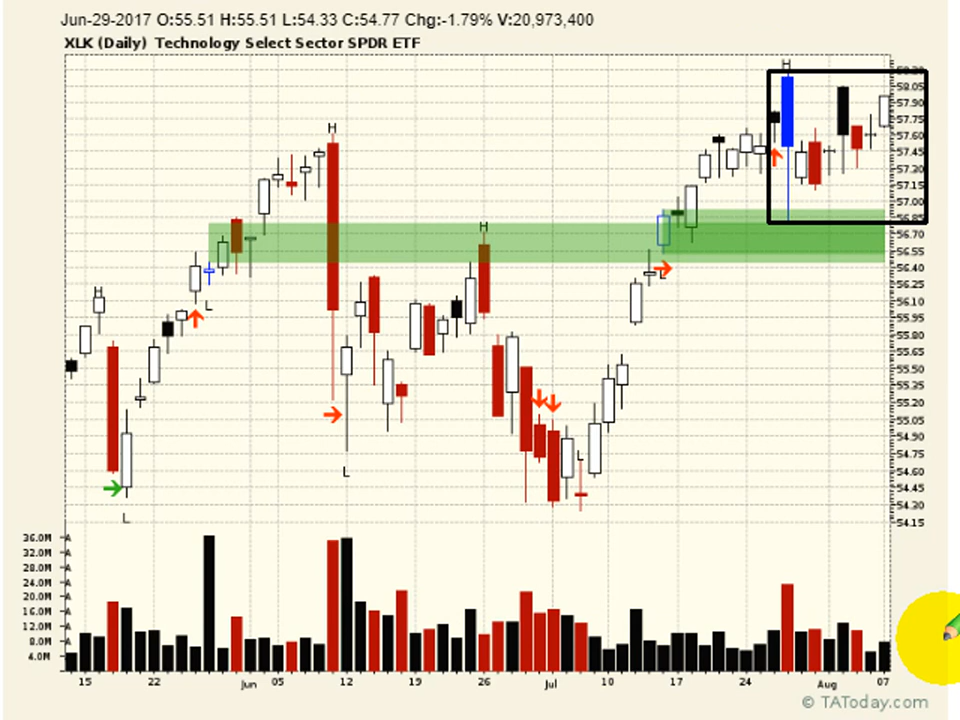 Jun-29-2017 O:55.51 H:55.51 L:54.33 C:54.77 Chg:-1.79% V:20,973,400
XLK (Daily) Technology Select Sector SPDR ETF
H
58.20
58.05
57.90
57.75
57.60
57.45
57.30
57.15
57.00
56.85
56.70
56.55
56.40
56.25
56.10
55.95
55.80
55.65
55.50
55.35
55.20
55.05
54.90
54.75
54.60
54.45
54.30
54.15
H
H
H
L
L
L
L
L
36.0M
32.0M
28.0M
24.0M
20.0M
16.0M
12.0M
8.0M
4.0M
15 22 Jun 05 12 19 26 Jul 10 17 24 Aug 07
© TAToday.com